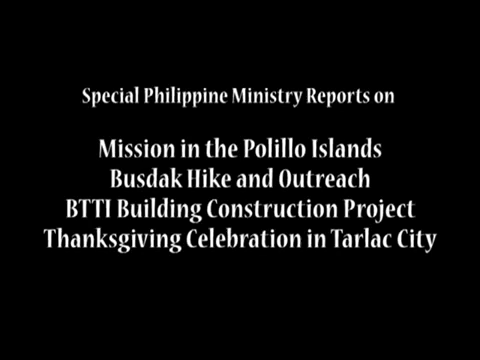 Special Philippine Ministry Reports on
Mission in the Polillo Islands
Busdak Hike and Outreach
BTTI Building Construction Project
Thanksgiving Celebration in Tarlac City